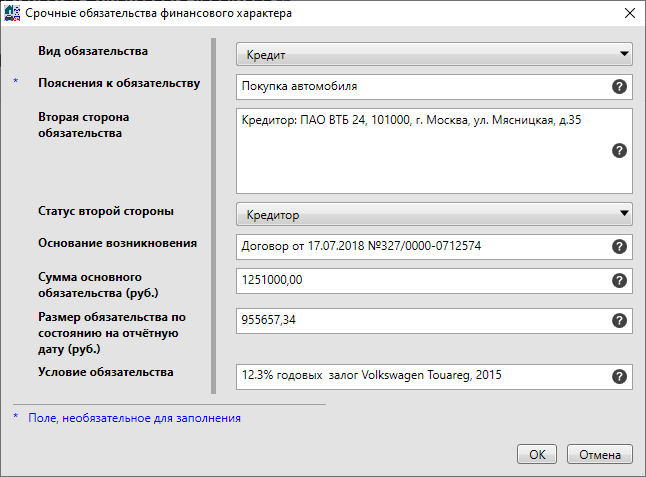 Срочные обязательства финансового характера
Вид обязательства
Кредит
* Пояснения к обязательству
Покупка автомобиля
Вторая сторона
обязательства
Кредитор: ПАО ВТБ 24, 101000, г. Москва, ул. Мясницкая, д.35
Статус второй стороны
Кредитор
Основание возникновения
Договор от 17.07.2018 №327/0000-0712574
Сумма основного
обязательства (руб.)
1251000,00
Размер обязательства по
состоянию на отчётную
дату (руб.)
955657,34
Условие обязательства
12.3% годовых  залог Volkswagen Touareg, 2015
* Поле, необязательное для заполнения
ОК
Отмена